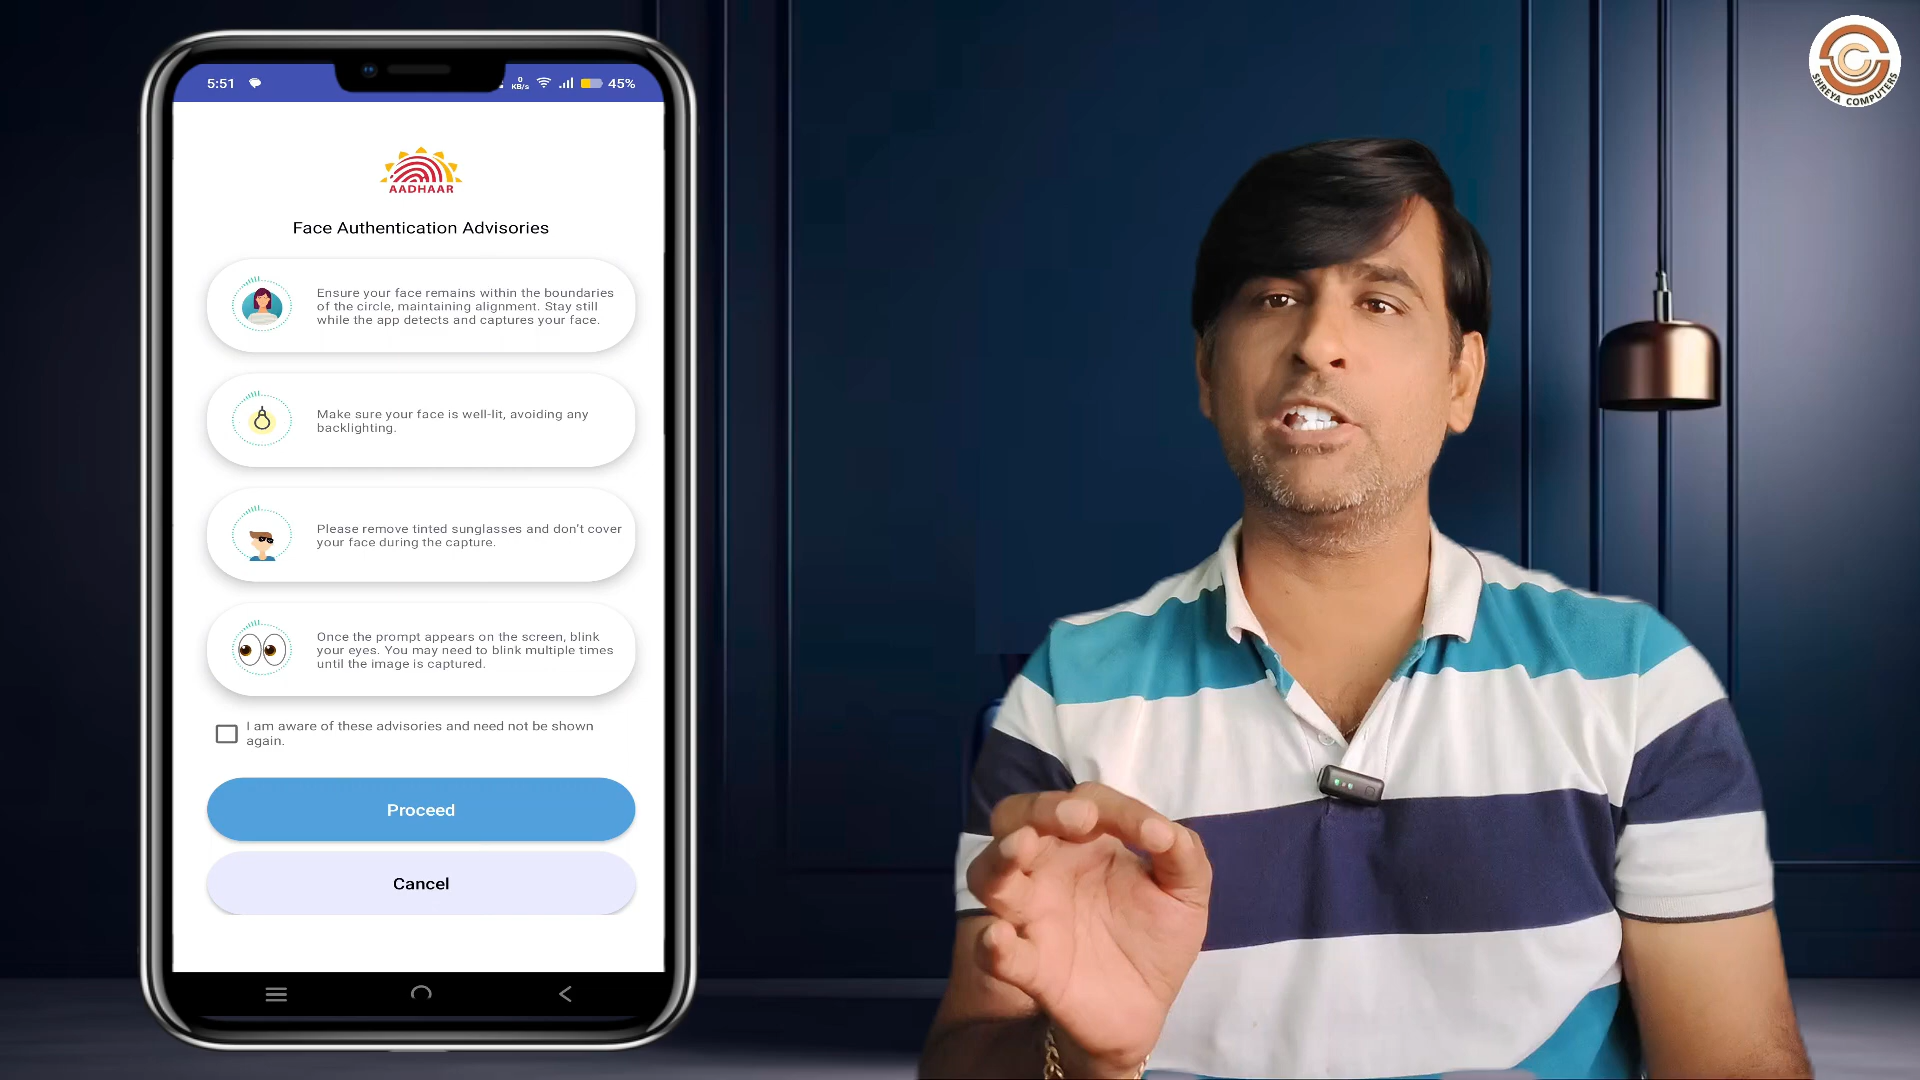 5:51
0
KB/s
45%
AADHAAR
Face Authentication Advisories
Ensure your face remains within the boundaries
of the circle, maintaining alignment. Stay still
while the app detects and captures your face.
Make sure your face is well-lit, avoiding any
backlighting.
Please remove tinted sunglasses and don't cover
your face during the capture.
Once the prompt appears on the screen, blink
your eyes. You may need to blink multiple times
until the image is captured.
I am aware of these advisories and need not be shown
again.
Proceed
Cancel
SHREYA COMPUTERS